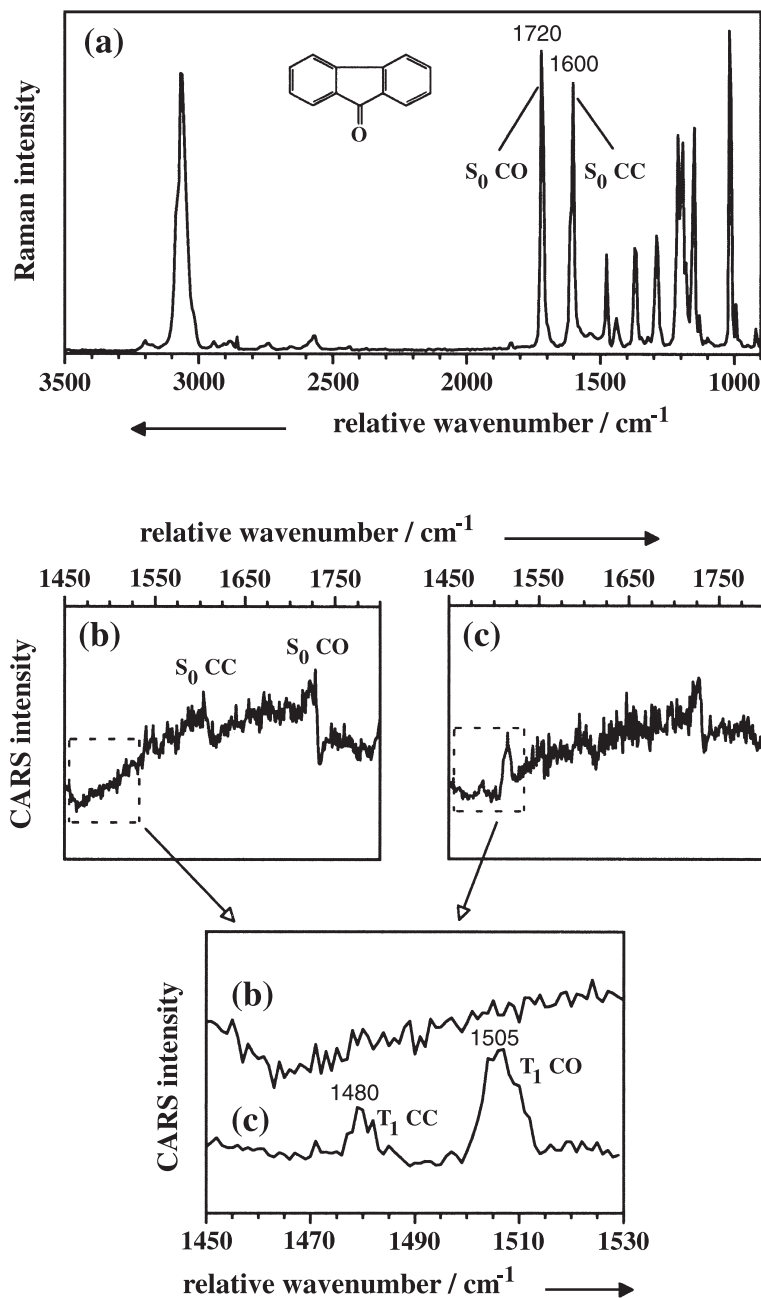 (a)
1720
1600
O
S0 CO
S0 CC
Raman intensity
3500 3000 2500 2000 1500 1000
relative wavenumber / cm-1
relative wavenumber / cm-1
1450 1550 1650 1750
1450 1550 1650 1750
(b)
S0 CC
S0 CO
(c)
CARS intensity
(b)
1505
T1 CO
1480
T1 CC
(c)
CARS intensity
1450 1470 1490 1510 1530
relative wavenumber / cm-1